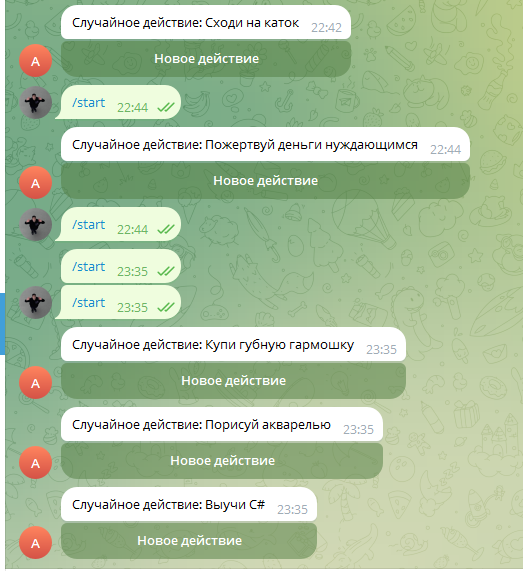 Случайное действие: Сходи на каток 22:42
А Новое действие
/start 22:44
Случайное действие: Пожертвуй деньги нуждающимся 22:44
А Новое действие
/start 22:44
/start 23:35
/start 23:35
Случайное действие: Купи губную гармошку 23:35
А Новое действие
Случайное действие: Порисуй акварелью 23:35
А Новое действие
Случайное действие: Выучи C# 23:35
А Новое действие